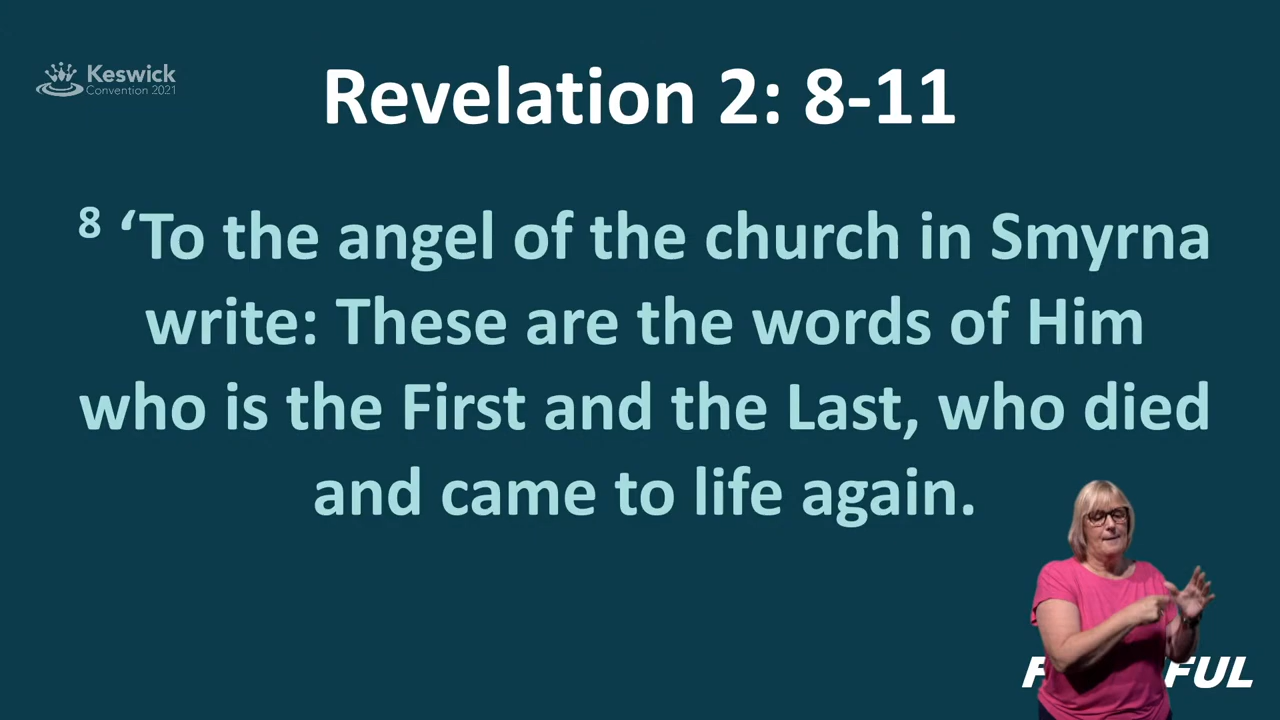 Keswick
Convention 2021
Revelation 2: 8-11
8 ‘To the angel of the church in Smyrna
write: These are the words of Him
who is the First and the Last, who died
and came to life again.